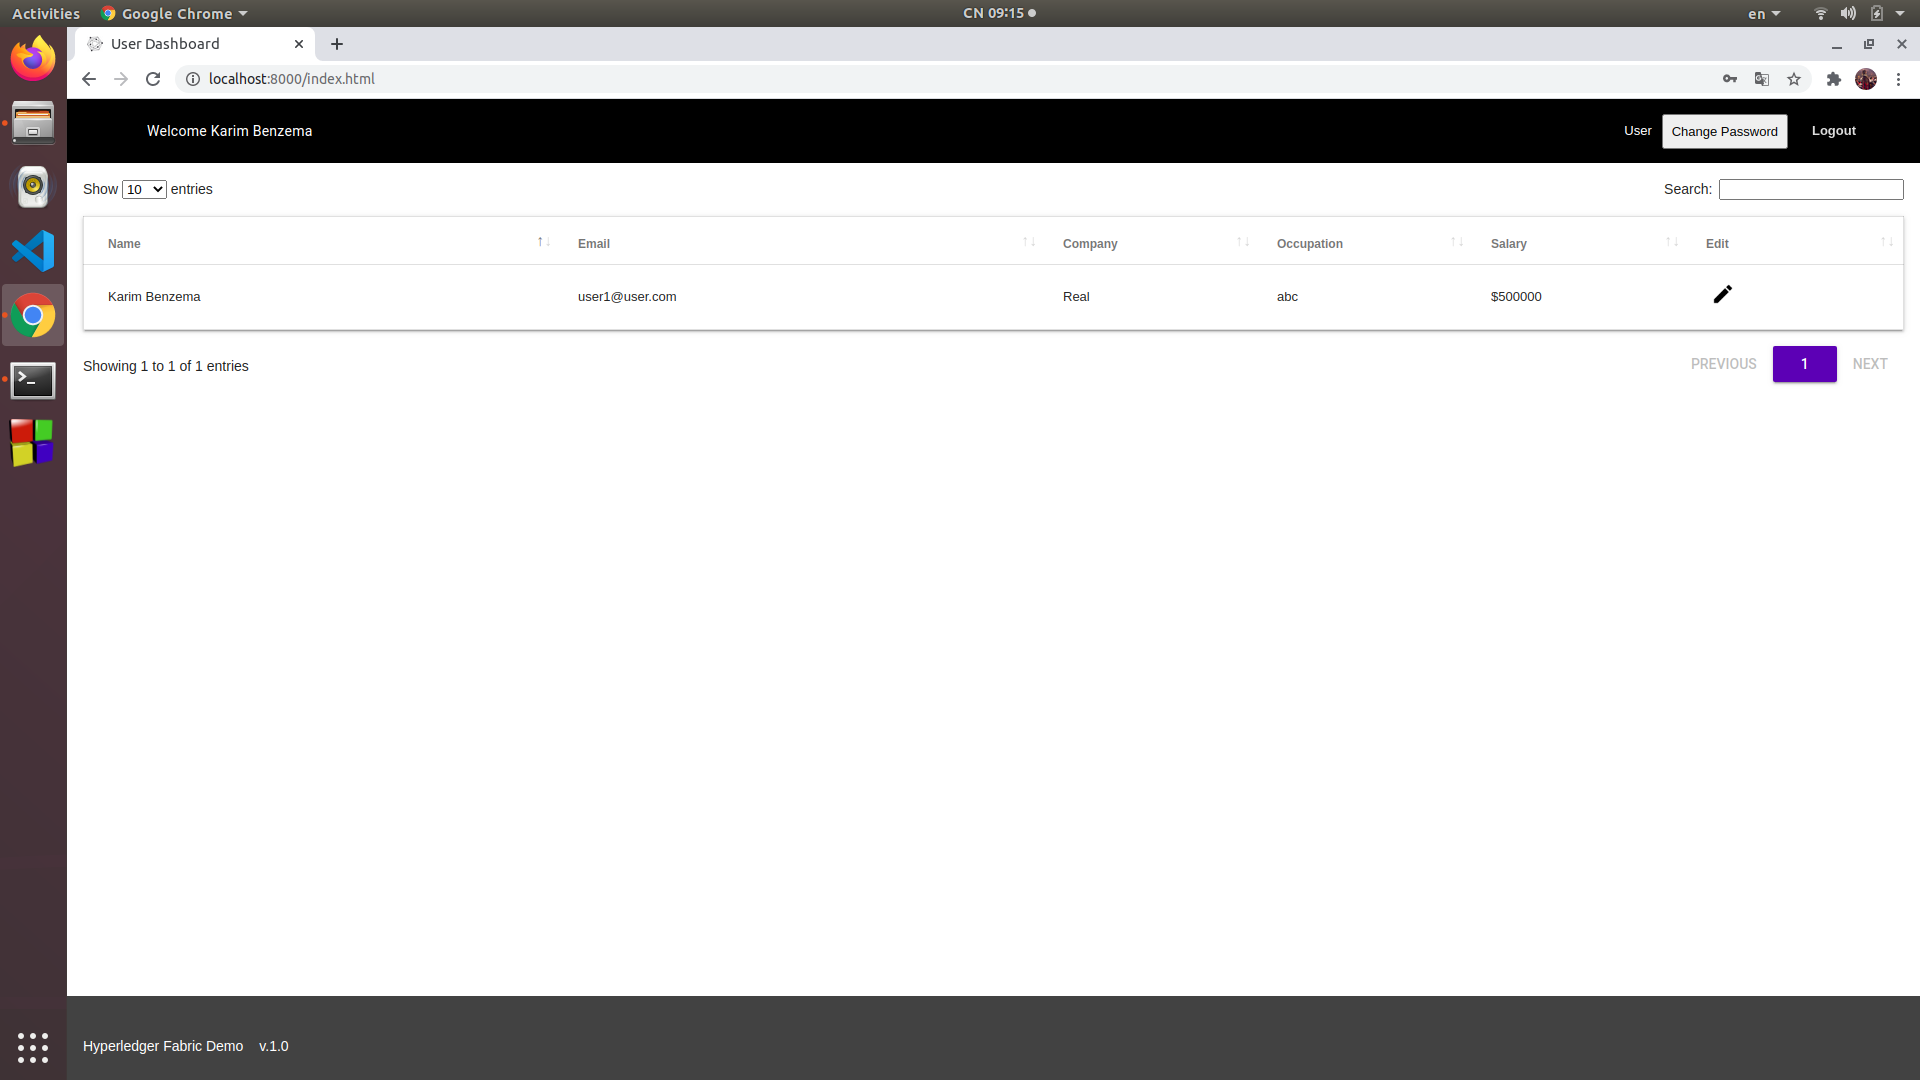 Activities Google Chrome CN 09:15 en
User Dashboard
localhost:8000/index.html
Welcome Karim Benzema User Change Password Logout
Show 10 entries Search:
Name Email Company Occupation Salary Edit
Karim Benzema user1@user.com Real abc $500000
Showing 1 to 1 of 1 entries PREVIOUS 1 NEXT
Hyperledger Fabric Demo v.1.0